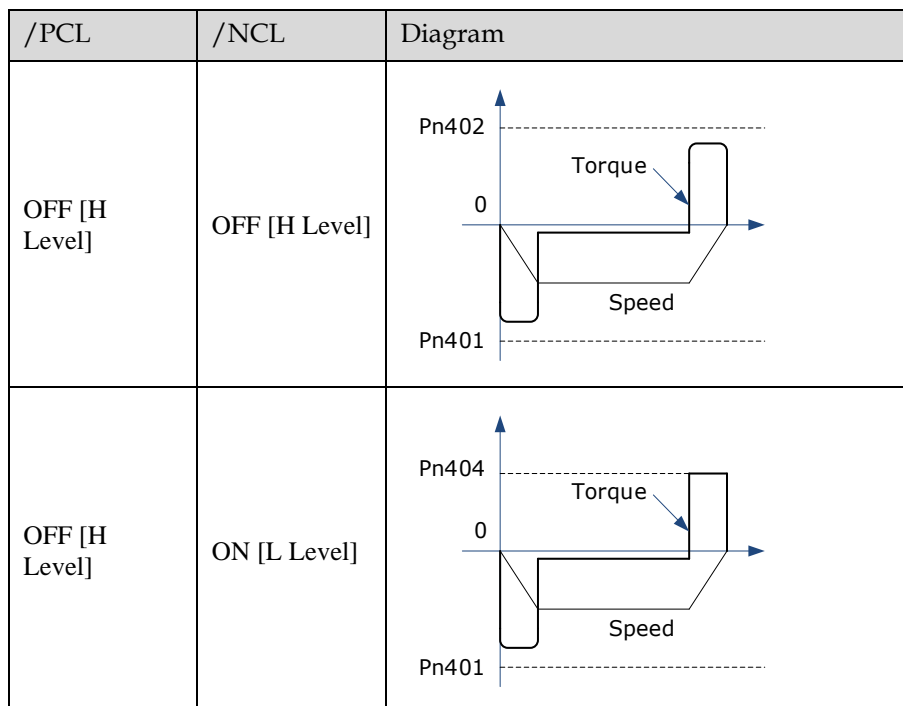 /PCL /NCL Diagram
OFF [H
Level]
OFF [H Level]
Pn402
Torque
0
Speed
Pn401
OFF [H
Level]
ON [L Level]
Pn404
Torque
0
Speed
Pn401